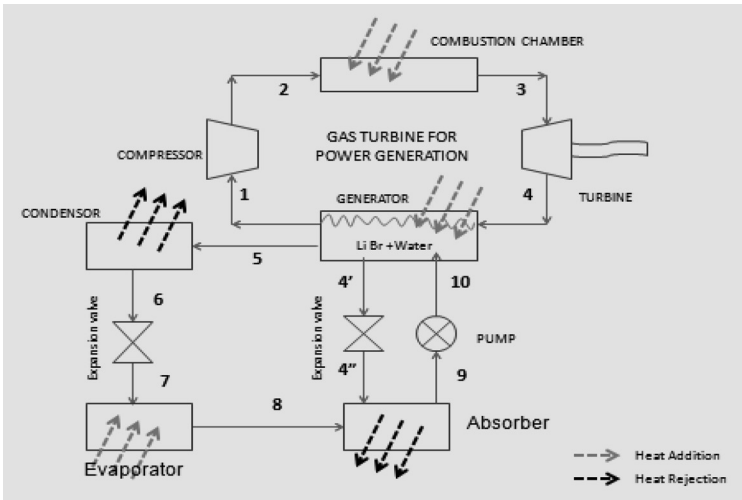 COMBUSTION CHAMBER
2
3
GAS TURBINE FOR
POWER GENERATION
COMPRESSOR
1
4
TURBINE
GENERATOR
CONDENSOR
Li Br +Water
5
4'
10
6
Expansion valve
Expansion valve
PUMP
7
4"
9
8
Absorber
Evaporator
Heat Addition
Heat Rejection